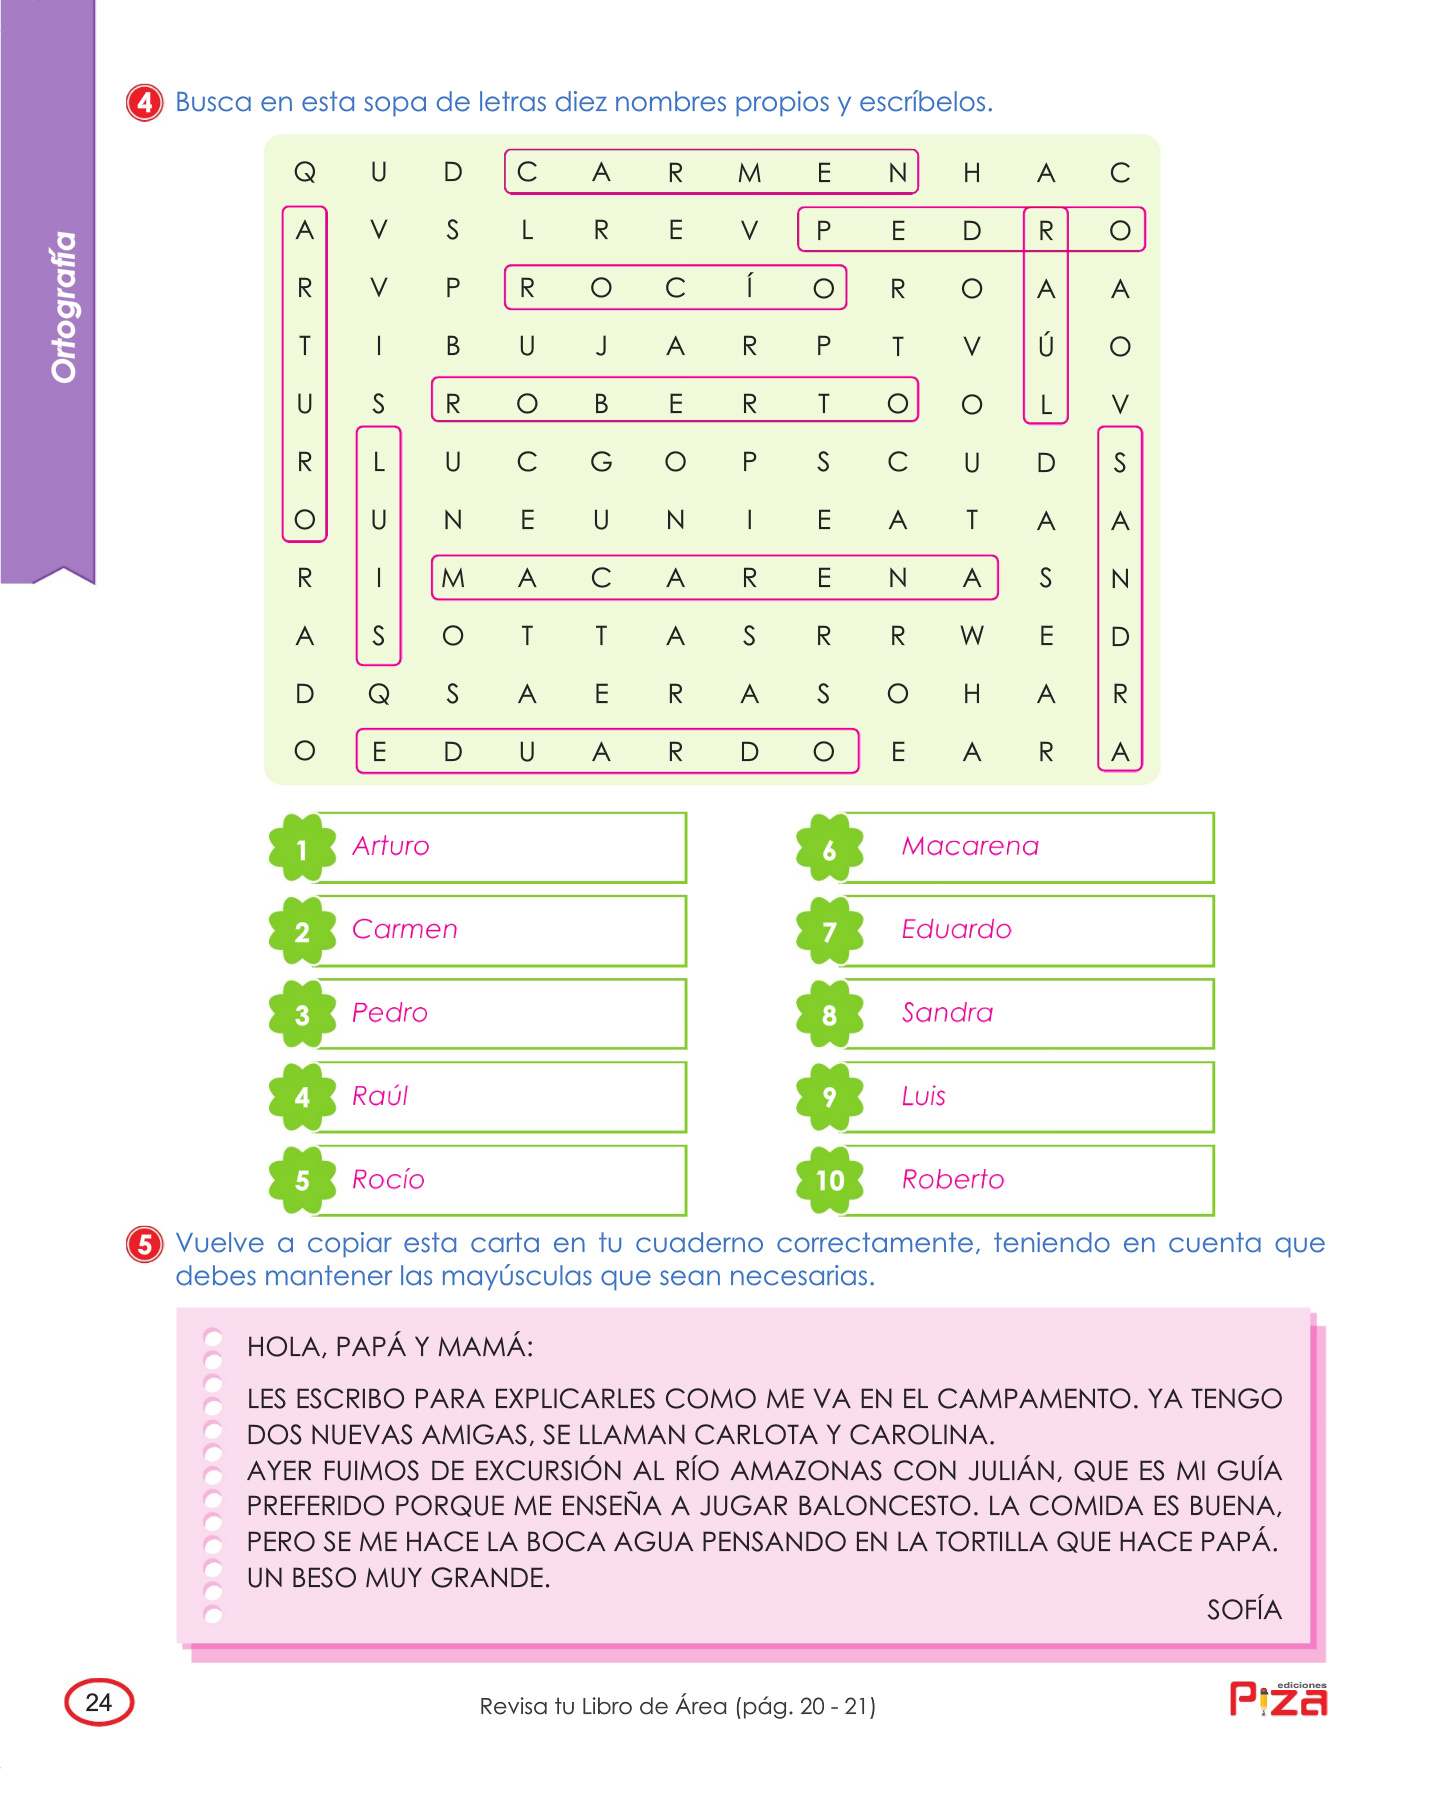 Ortografía
4 Busca en esta sopa de letras diez nombres propios y escríbelos.
Q U D C A R M E N H A C
A V S L R E V P E D R O
R V P R O C Í O R O A A
T I B U J A R P T V Ú O
U S R O B E R T O O L V
R L U C G O P S C U D S
O U N E U N I E A T A A
R I M A C A R E N A S N
A S O T T A S R R W E D
D Q S A E R A S O H A R
O E D U A R D O E A R A
1 Arturo
2 Carmen
3 Pedro
4 Raúl
5 Rocío
6 Macarena
7 Eduardo
8 Sandra
9 Luis
10 Roberto
5 Vuelve a copiar esta carta en tu cuaderno correctamente, teniendo en cuenta que
debes mantener las mayúsculas que sean necesarias.
HOLA, PAPÁ Y MAMÁ:
LES ESCRIBO PARA EXPLICARLES COMO ME VA EN EL CAMPAMENTO. YA TENGO
DOS NUEVAS AMIGAS, SE LLAMAN CARLOTA Y CAROLINA.
AYER FUIMOS DE EXCURSIÓN AL RÍO AMAZONAS CON JULIÁN, QUE ES MI GUÍA
PREFERIDO PORQUE ME ENSEÑA A JUGAR BALONCESTO. LA COMIDA ES BUENA,
PERO SE ME HACE LA BOCA AGUA PENSANDO EN LA TORTILLA QUE HACE PAPÁ.
UN BESO MUY GRANDE.
SOFÍA
24
Revisa tu Libro de Área (pág. 20 - 21)
ediciones
Piza